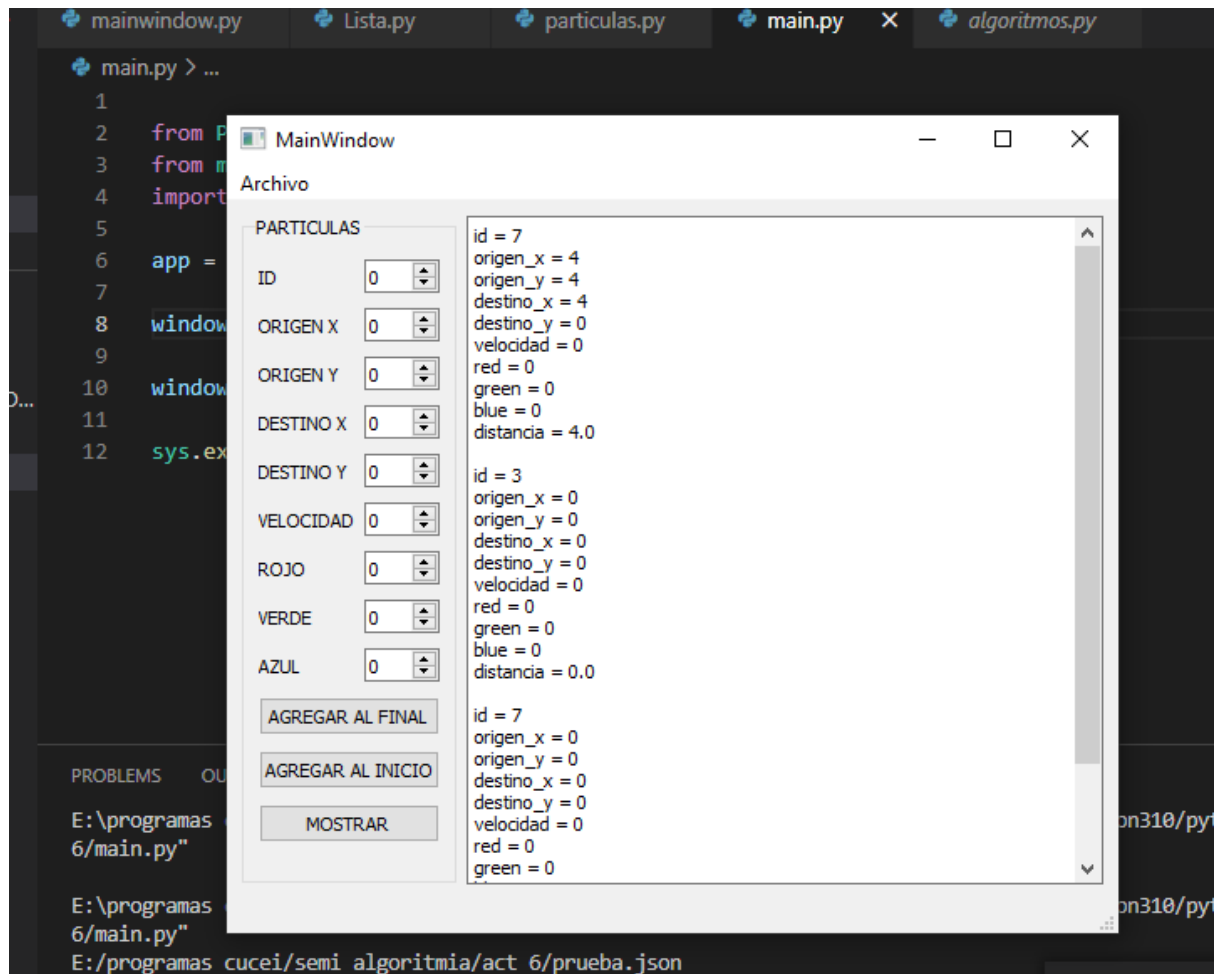 mainwindow.py Lista.py particulas.py main.py × algoritmos.py
main.py > ...
1
2 from P
3 from m
4 import
5
6 app =
7
8 window
9
10 window
11
12 sys.ex
MainWindow
Archivo
PARTICULAS
ID 0
ORIGEN X 0
ORIGEN Y 0
DESTINO X 0
DESTINO Y 0
VELOCIDAD 0
ROJO 0
VERDE 0
AZUL 0
AGREGAR AL FINAL
AGREGAR AL INICIO
MOSTRAR
id = 7
origen_x = 4
origen_y = 4
destino_x = 4
destino_y = 0
velocidad = 0
red = 0
green = 0
blue = 0
distancia = 4.0
id = 3
origen_x = 0
origen_y = 0
destino_x = 0
destino_y = 0
velocidad = 0
red = 0
green = 0
blue = 0
distancia = 0.0
id = 7
origen_x = 0
origen_y = 0
destino_x = 0
destino_y = 0
velocidad = 0
red = 0
green = 0
PROBLEMS OU
E:\programas on310/pyt
6/main.py"
E:\programas on310/pyt
6/main.py"
E:/programas cucei/semi algoritmia/act 6/prueba.json